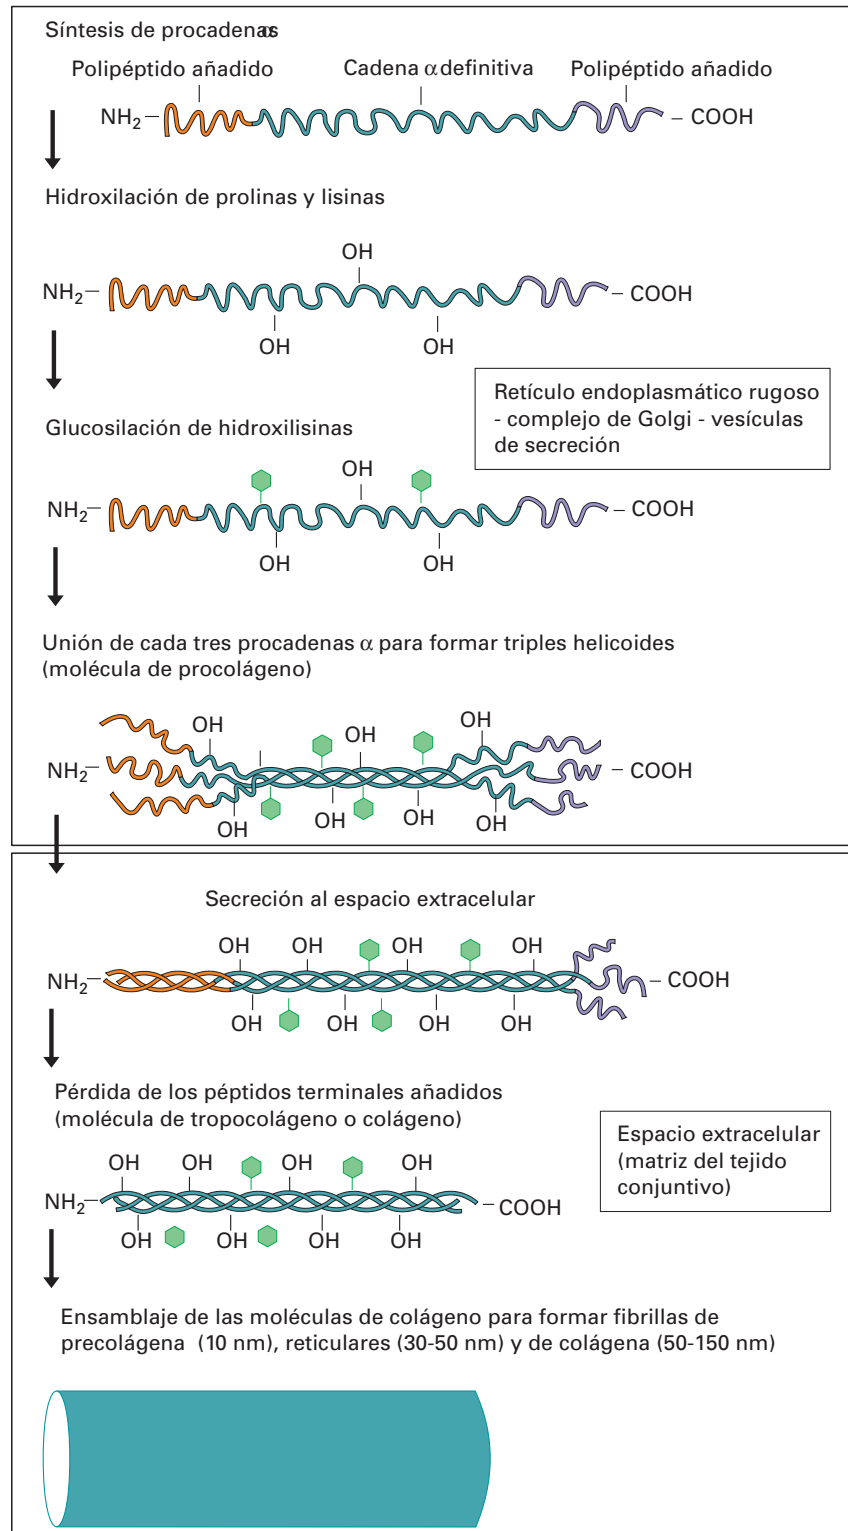 Síntesis de procadenas α
Polipéptido añadido
Cadena α definitiva
Polipéptido añadido
NH2
COOH
Hidroxilación de prolinas y lisinas
OH
NH2
COOH
OH
OH
Retículo endoplasmático rugoso
- complejo de Golgi - vesículas
de secreción
Glucosilación de hidroxilisinas
OH
NH2
COOH
OH
OH
Unión de cada tres procadenas α para formar triples helicoides
(molécula de procolágeno)
OH
OH
OH
NH2
COOH
OH
OH
OH
OH
Secreción al espacio extracelular
OH
OH
OH
OH
NH2
COOH
OH
OH
OH
OH
Pérdida de los péptidos terminales añadidos
(molécula de tropocolágeno o colágeno)
Espacio extracelular
(matriz del tejido
conjuntivo)
OH
OH
OH
OH
NH2
COOH
OH
OH
OH
OH
Ensamblaje de las moléculas de colágeno para formar fibrillas de
precolágena (10 nm), reticulares (30-50 nm) y de colágena (50-150 nm)